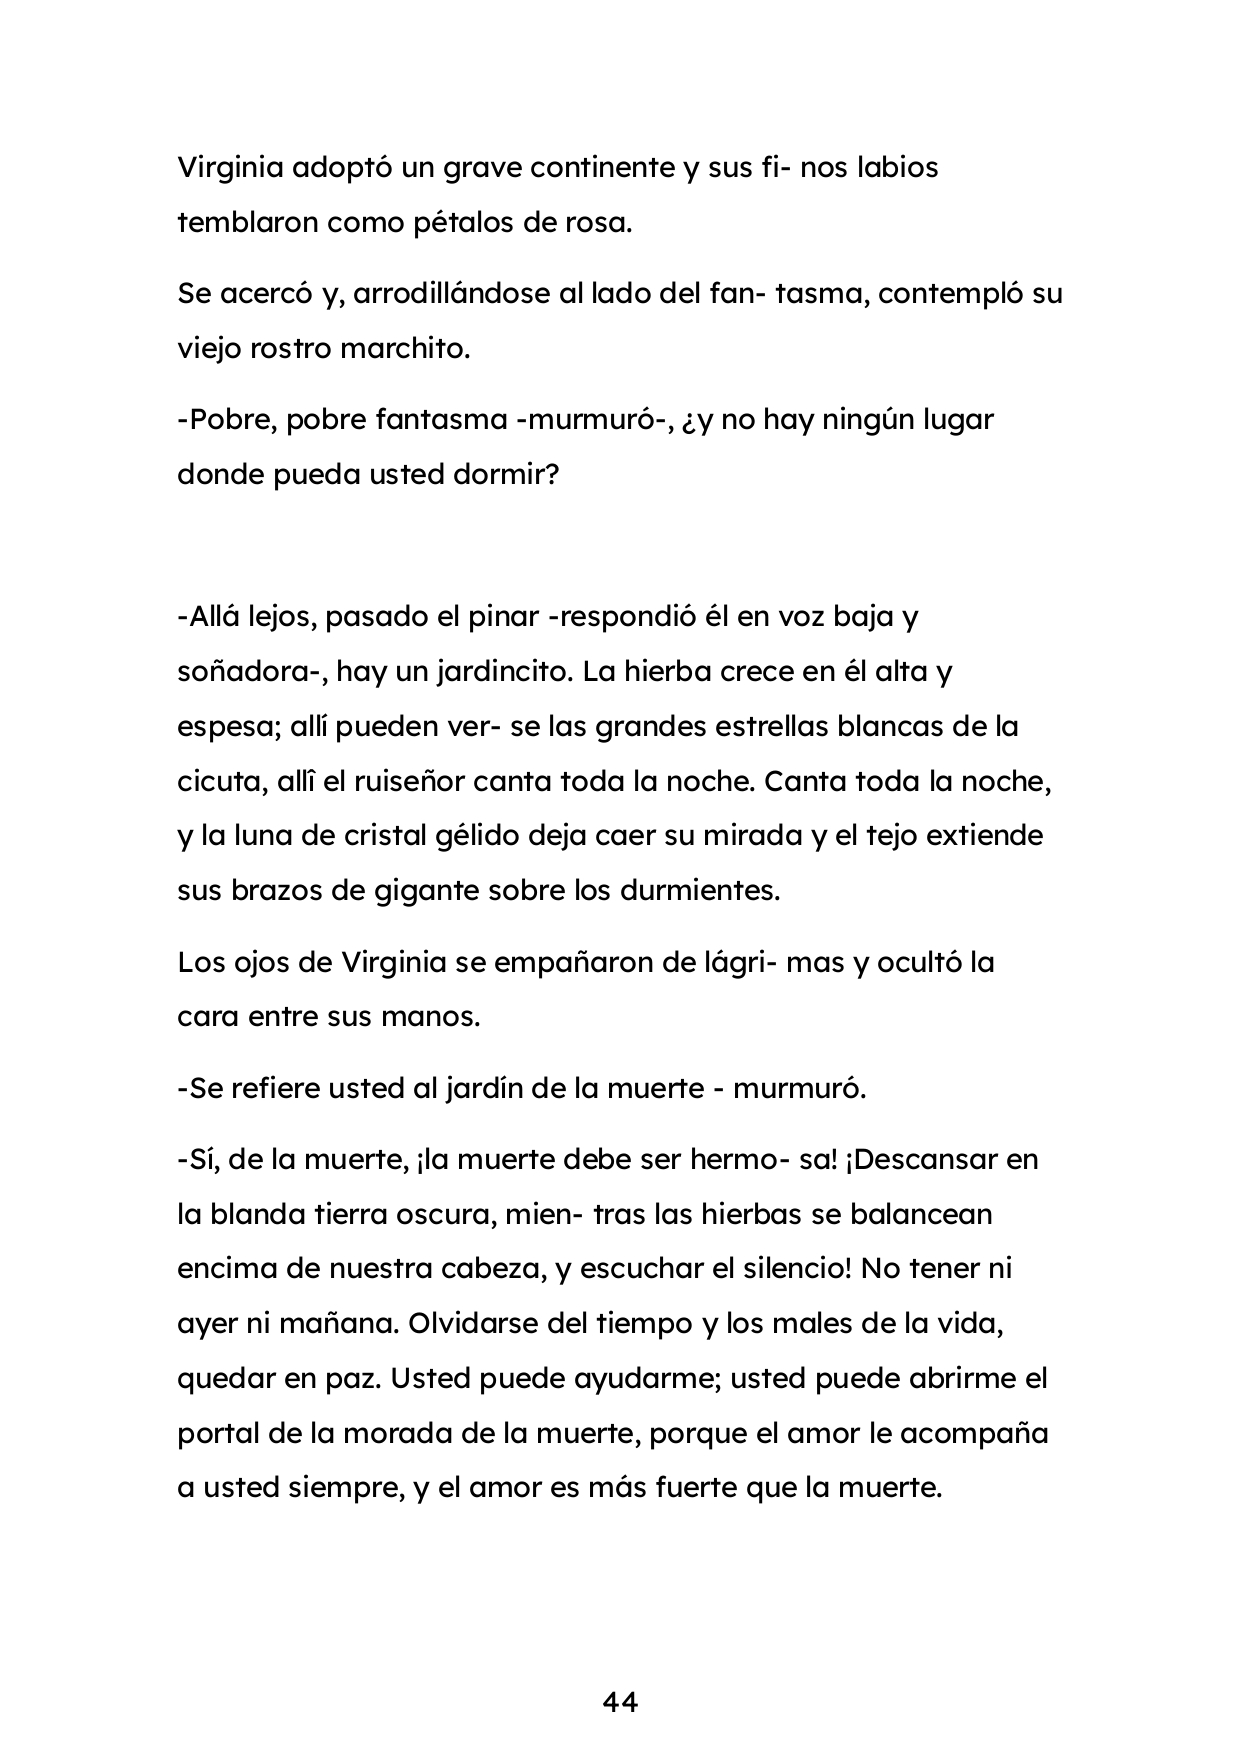 Virginia adoptó un grave continente y sus fi- nos labios
temblaron como pétalos de rosa.
Se acercó y, arrodillándose al lado del fan- tasma, contempló su
viejo rostro marchito.
-Pobre, pobre fantasma -murmuró-, ¿y no hay ningún lugar
donde pueda usted dormir?
-Allá lejos, pasado el pinar -respondió él en voz baja y
soñadora-, hay un jardincito. La hierba crece en él alta y
espesa; allí pueden ver- se las grandes estrellas blancas de la
cicuta, allî el ruiseñor canta toda la noche. Canta toda la noche,
y la luna de cristal gélido deja caer su mirada y el tejo extiende
sus brazos de gigante sobre los durmientes.
Los ojos de Virginia se empañaron de lágri- mas y ocultó la
cara entre sus manos.
-Se refiere usted al jardín de la muerte - murmuró.
-Sí, de la muerte, ¡la muerte debe ser hermo- sa! ¡Descansar en
la blanda tierra oscura, mien- tras las hierbas se balancean
encima de nuestra cabeza, y escuchar el silencio! No tener ni
ayer ni mañana. Olvidarse del tiempo y los males de la vida,
quedar en paz. Usted puede ayudarme; usted puede abrirme el
portal de la morada de la muerte, porque el amor le acompaña
a usted siempre, y el amor es más fuerte que la muerte.
44